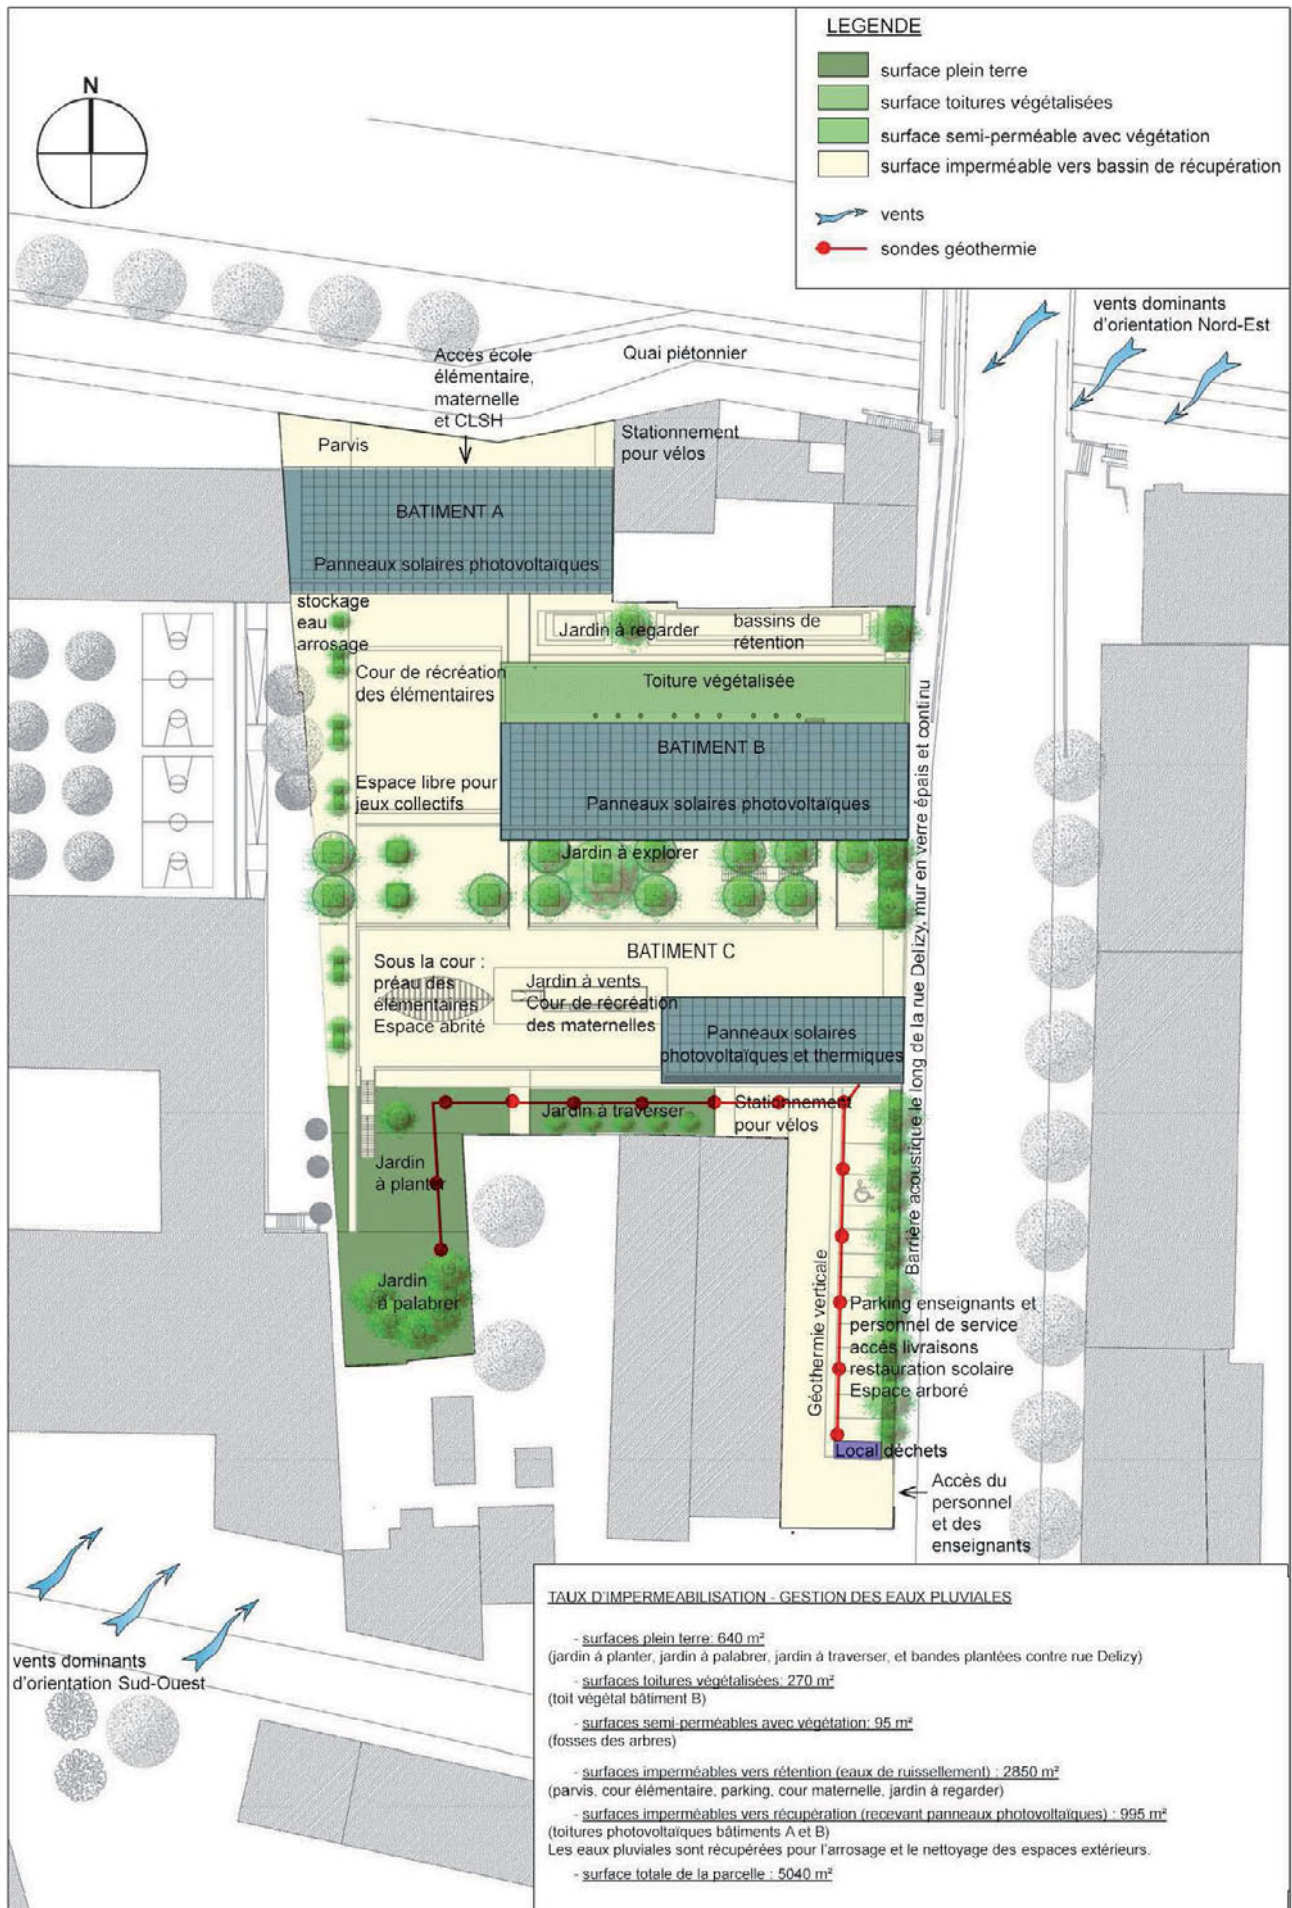 LEGENDE
surface plein terre
surface toitures végétalisées
surface semi-perméable avec végétation
surface imperméable vers bassin de récupération
vents
sondes géothermie
N
vents dominants
d'orientation Nord-Est
Accès école
élémentaire,
maternelle
et CLSH
Quai piétonnier
Parvis
Stationnement
pour vélos
BATIMENT A
Panneaux solaires photovoltaïques
stockage
eau
arrosage
Jardin à regarder
bassins de
rétention
Cour de récréation
des élémentaires
Toiture végétalisée
BATIMENT B
Espace libre pour
jeux collectifs
Panneaux solaires photovoltaïques
Jardin à explorer
BATIMENT C
Sous la cour :
préau des
élémentaires
Espace abrité
Jardin à vents
Cour de récréation
des maternelles
Panneaux solaires
photovoltaïques et thermiques
Barrière acoustique le long de la rue Delizy, mur en verre épais et continu
Jardin à traverser
Stationnement
pour vélos
Jardin
à planter
Jardin
à palabrer
Géothermie verticale
Parking enseignants et
personnel de service
accès livraisons
restauration scolaire
Espace arboré
Local déchets
Accès du
personnel
et des
enseignants
vents dominants
d'orientation Sud-Ouest
TAUX D'IMPERMEABILISATION - GESTION DES EAUX PLUVIALES
- surfaces plein terre: 640 m²
(jardin à planter, jardin à palabrer, jardin à traverser, et bandes plantées contre rue Delizy)
- surfaces toitures végétalisées: 270 m²
(toit végétal bâtiment B)
- surfaces semi-perméables avec végétation: 95 m²
(fosses des arbres)
- surfaces imperméables vers rétention (eaux de ruissellement) : 2850 m²
(parvis, cour élémentaire, parking, cour maternelle, jardin à regarder)
- surfaces imperméables vers récupération (recevant panneaux photovoltaïques) : 995 m²
(toitures photovoltaïques bâtiments A et B)
Les eaux pluviales sont récupérées pour l'arrosage et le nettoyage des espaces extérieurs.
- surface totale de la parcelle : 5040 m²